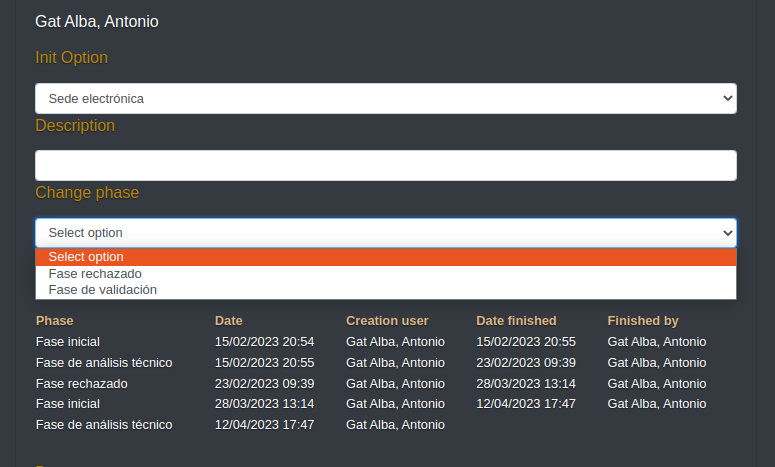 Gat Alba, Antonio
Init Option
Sede electrónica
Description
Change phase
Select option
Select option
Fase rechazado
Fase de validación
Phase Date Creation user Date finished Finished by
Fase inicial 15/02/2023 20:54 Gat Alba, Antonio 15/02/2023 20:55 Gat Alba, Antonio
Fase de análisis técnico 15/02/2023 20:55 Gat Alba, Antonio 23/02/2023 09:39 Gat Alba, Antonio
Fase rechazado 23/02/2023 09:39 Gat Alba, Antonio 28/03/2023 13:14 Gat Alba, Antonio
Fase inicial 28/03/2023 13:14 Gat Alba, Antonio 12/04/2023 17:47 Gat Alba, Antonio
Fase de análisis técnico 12/04/2023 17:47 Gat Alba, Antonio